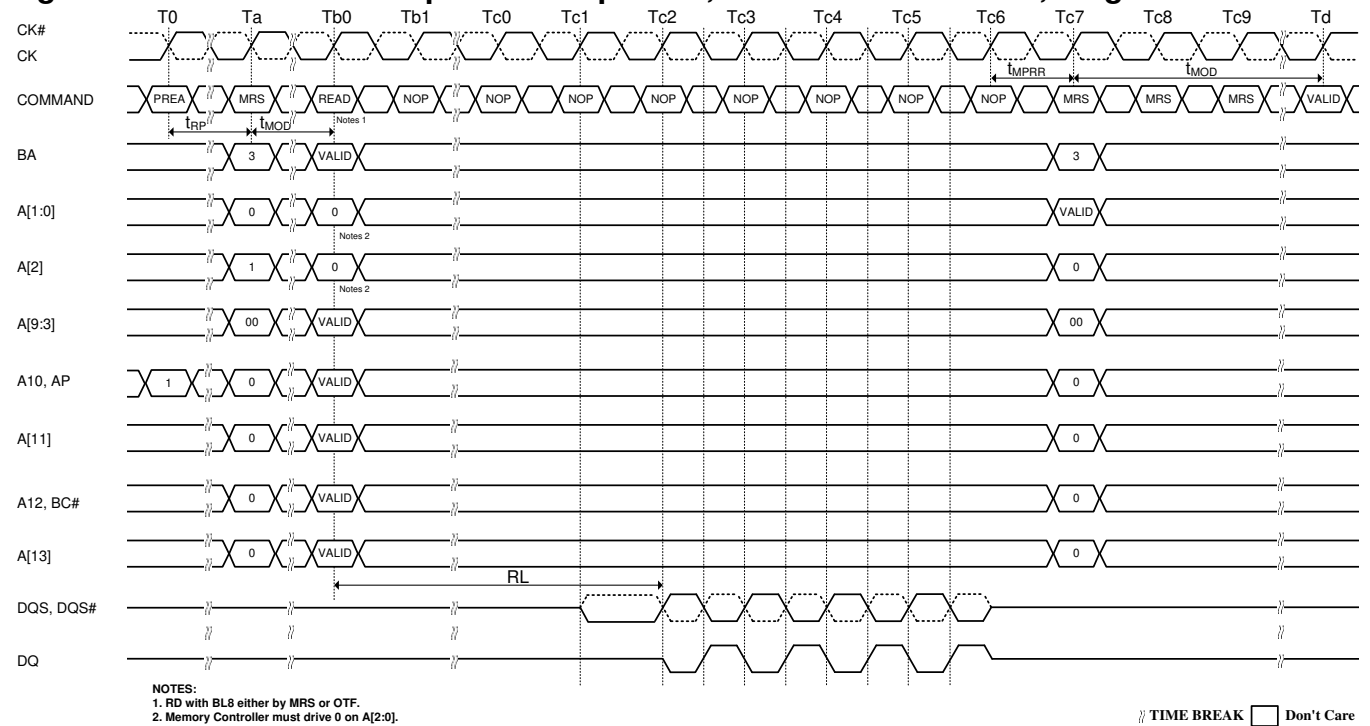 T0 Ta Tb0 Tb1 Tc0 Tc1 Tc2 Tc3 Tc4 Tc5 Tc6 Tc7 Tc8 Tc9 Td
CK#
CK
tMPRR tMOD
COMMAND PREA MRS READ NOP NOP NOP NOP NOP NOP NOP NOP MRS MRS MRS VALID
tRP tMOD Notes 1
BA 3 VALID 3
A[1:0] 0 0 VALID
Notes 2
A[2] 1 0 0
Notes 2
A[9:3] 00 VALID 00
A10, AP 1 0 VALID 0
A[11] 0 VALID 0
A12, BC# 0 VALID 0
A[13] 0 VALID 0
RL
DQS, DQS#
DQ
NOTES:
1. RD with BL8 either by MRS or OTF.
2. Memory Controller must drive 0 on A[2:0].
TIME BREAK Don't Care